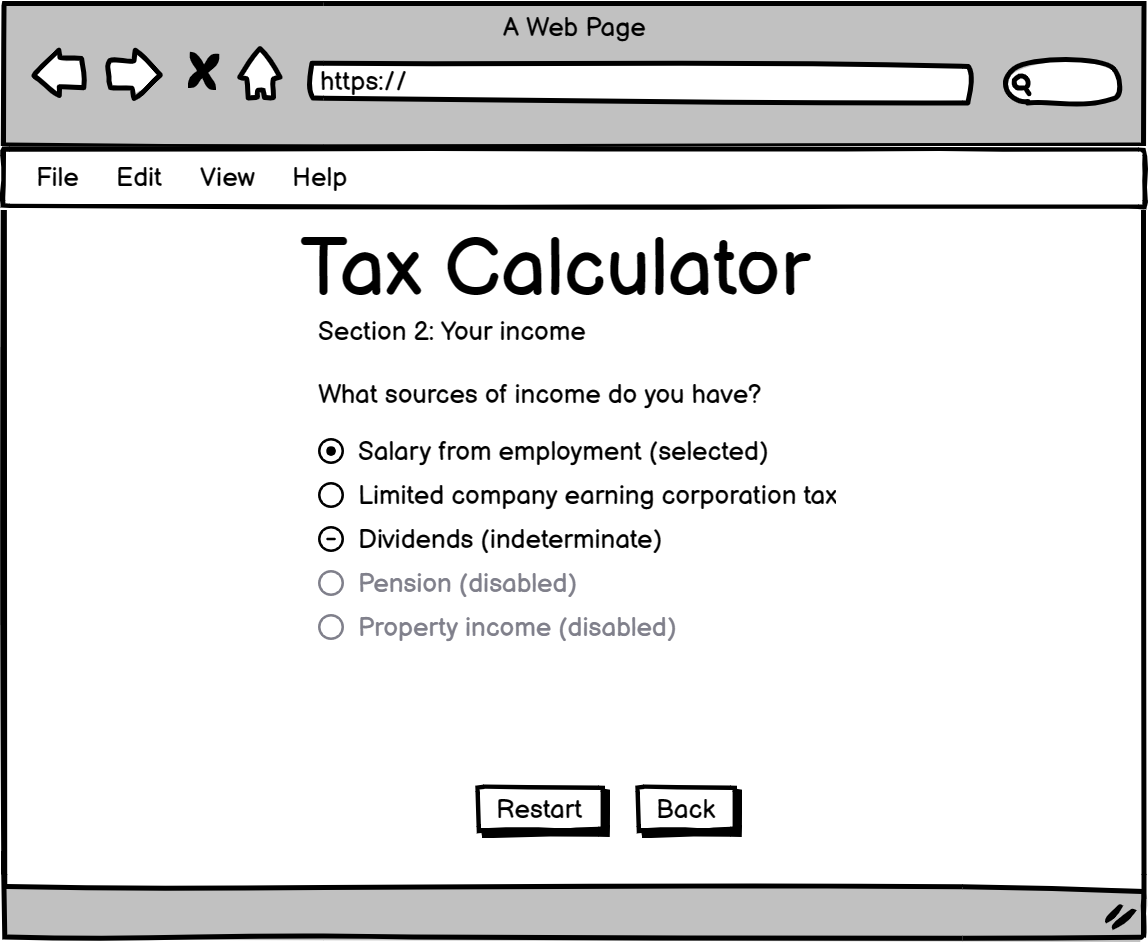 A Web Page
https://
File Edit View Help
Tax Calculator
Section 2: Your income
What sources of income do you have?
Salary from employment (selected)
Limited company earning corporation tax
Dividends (indeterminate)
Pension (disabled)
Property income (disabled)
Restart Back